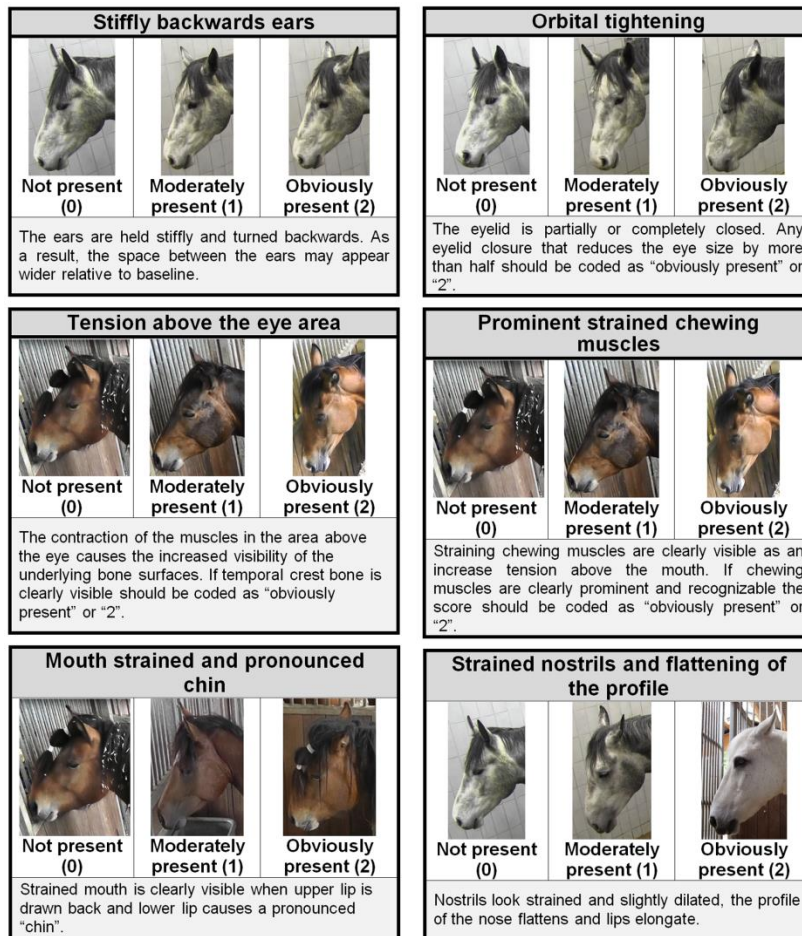 Stiffly backwards ears
Not present
(0)
Moderately
present (1)
Obviously
present (2)
The ears are held stiffly and turned backwards. As
a result, the space between the ears may appear
wider relative to baseline.
Orbital tightening
Not present
(0)
Moderately
present (1)
Obviously
present (2)
The eyelid is partially or completely closed. Any
eyelid closure that reduces the eye size by more
than half should be coded as “obviously present” or
“2”.
Tension above the eye area
Not present
(0)
Moderately
present (1)
Obviously
present (2)
The contraction of the muscles in the area above
the eye causes the increased visibility of the
underlying bone surfaces. If temporal crest bone is
clearly visible should be coded as “obviously
present” or “2”.
Prominent strained chewing
muscles
Not present
(0)
Moderately
present (1)
Obviously
present (2)
Straining chewing muscles are clearly visible as an
increase tension above the mouth. If chewing
muscles are clearly prominent and recognizable the
score should be coded as “obviously present” or
“2”.
Mouth strained and pronounced
chin
Not present
(0)
Moderately
present (1)
Obviously
present (2)
Strained mouth is clearly visible when upper lip is
drawn back and lower lip causes a pronounced
“chin”.
Strained nostrils and flattening of
the profile
Not present
(0)
Moderately
present (1)
Obviously
present (2)
Nostrils look strained and slightly dilated, the profile
of the nose flattens and lips elongate.